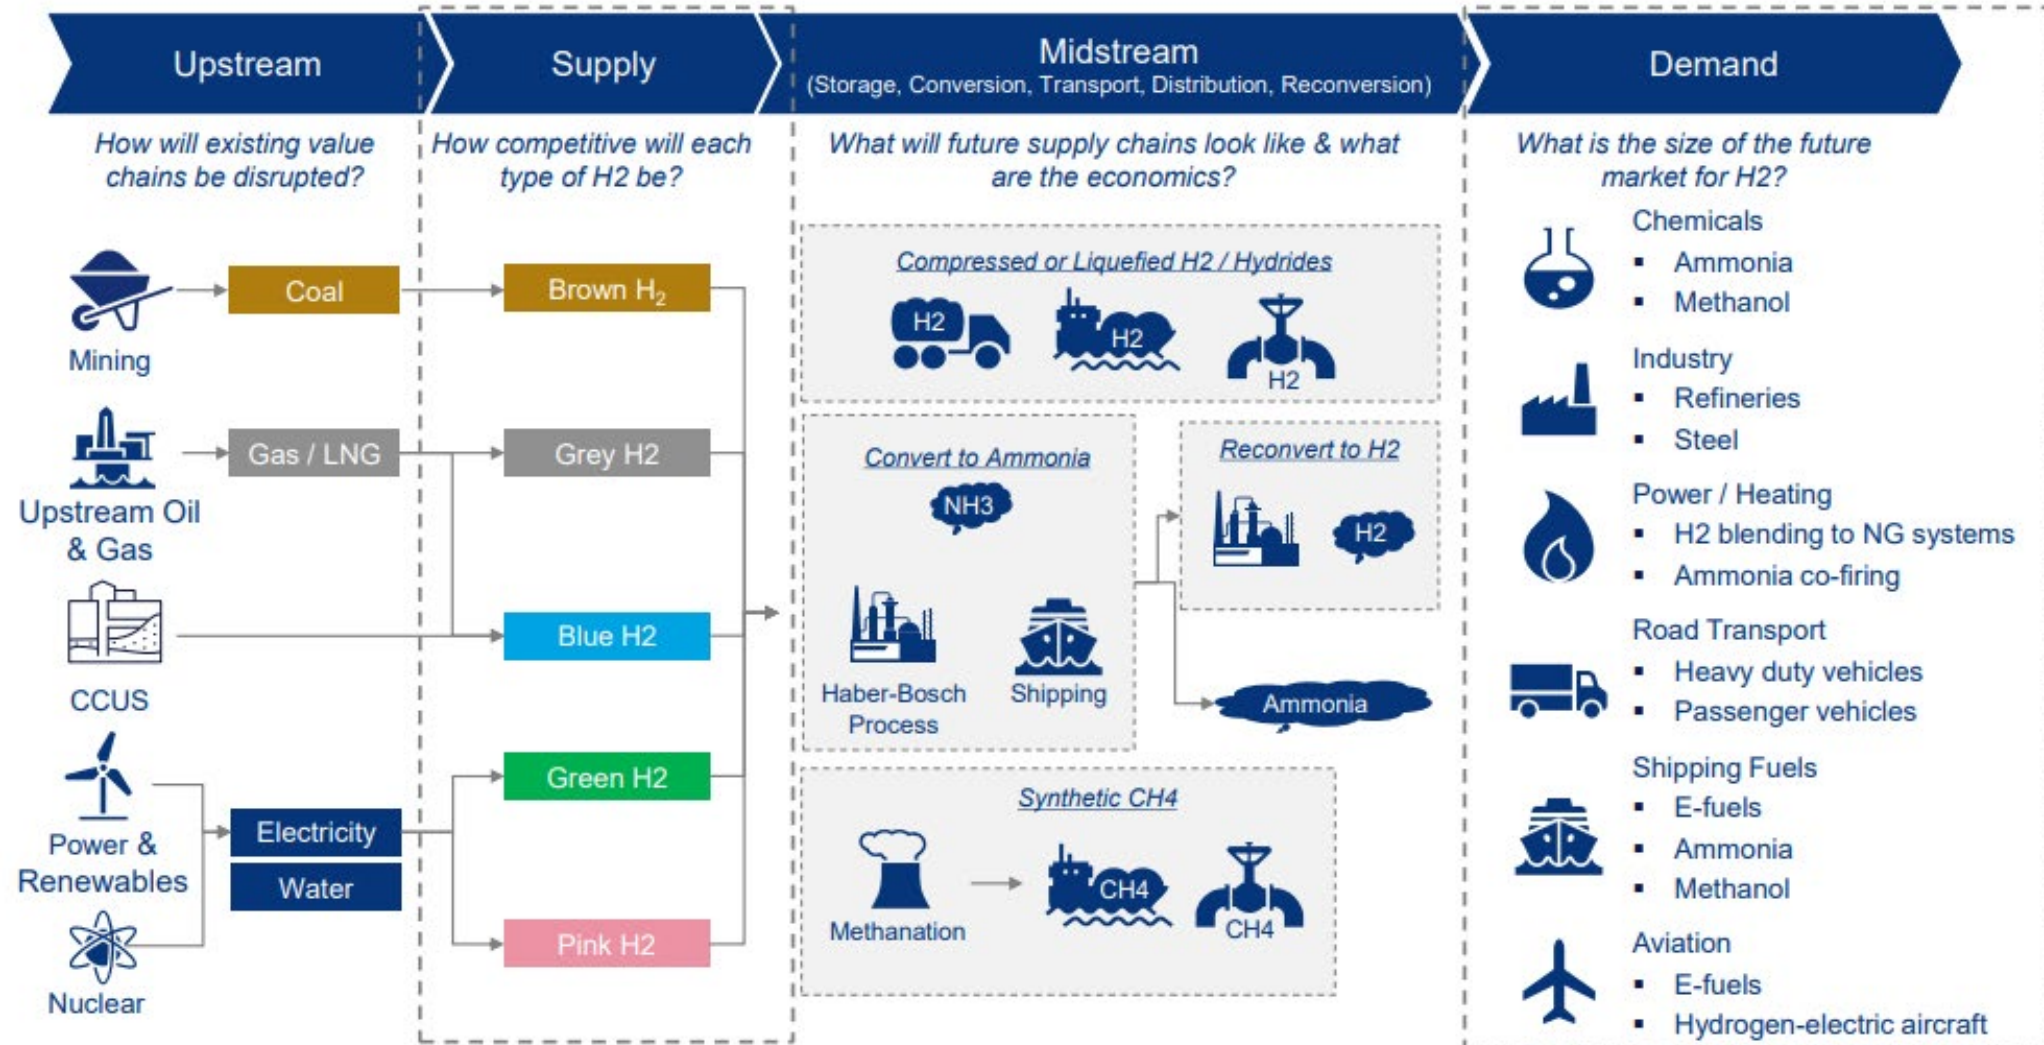 Upstream
Supply
Midstream
(Storage, Conversion, Transport, Distribution, Reconversion)
Demand
How will existing value
chains be disrupted?
How competitive will each
type of H2 be?
What will future supply chains look like & what
are the economics?
What is the size of the future
market for H2?
Mining
Coal
Upstream Oil
& Gas
Gas / LNG
CCUS
Power &
Renewables
Nuclear
Electricity
Water
Brown H₂
Grey H2
Blue H2
Green H2
Pink H2
Compressed or Liquefied H2 / Hydrides
H2
H2
H2
Convert to Ammonia
NH3
Haber-Bosch
Process
Shipping
Reconvert to H2
H2
Ammonia
Synthetic CH4
Methanation
CH4
CH4
Chemicals
▪ Ammonia
▪ Methanol
Industry
▪ Refineries
▪ Steel
Power / Heating
▪ H2 blending to NG systems
▪ Ammonia co-firing
Road Transport
▪ Heavy duty vehicles
▪ Passenger vehicles
Shipping Fuels
▪ E-fuels
▪ Ammonia
▪ Methanol
Aviation
▪ E-fuels
▪ Hydrogen-electric aircraft